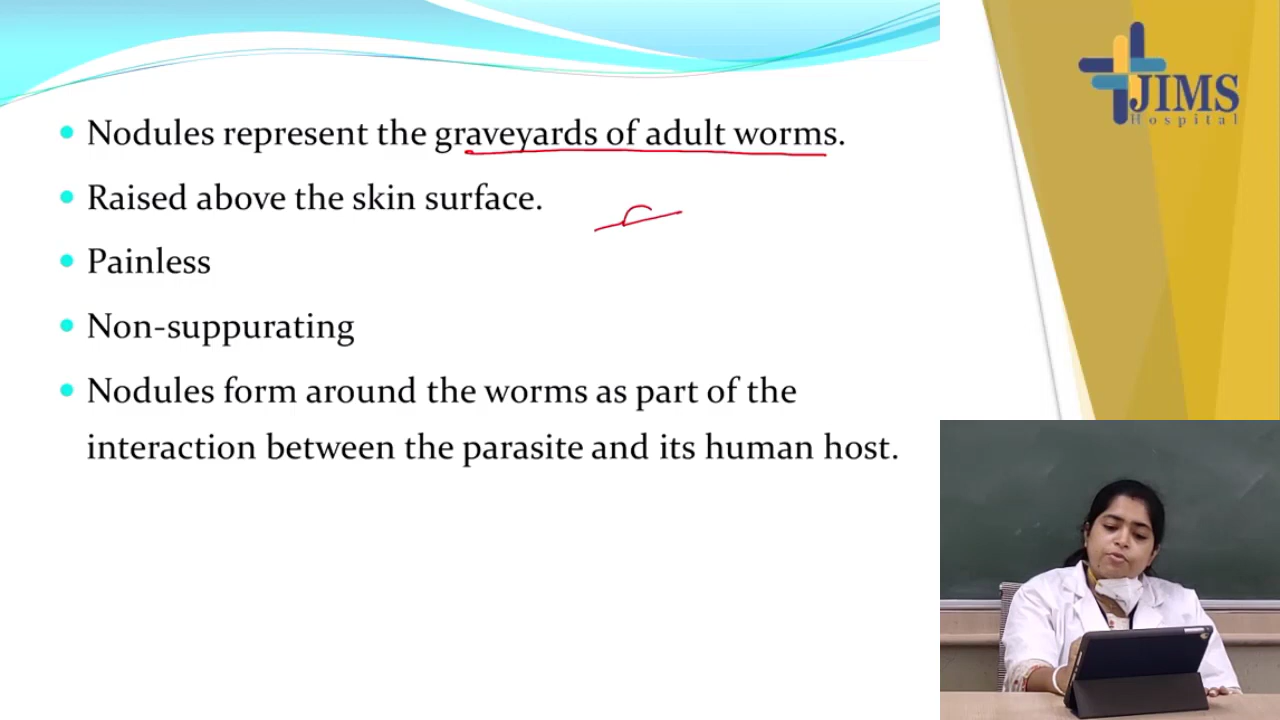 Nodules represent the graveyards of adult worms.
Raised above the skin surface.
Painless
Non-suppurating
Nodules form around the worms as part of the
interaction between the parasite and its human host.
JIMS
Hospital